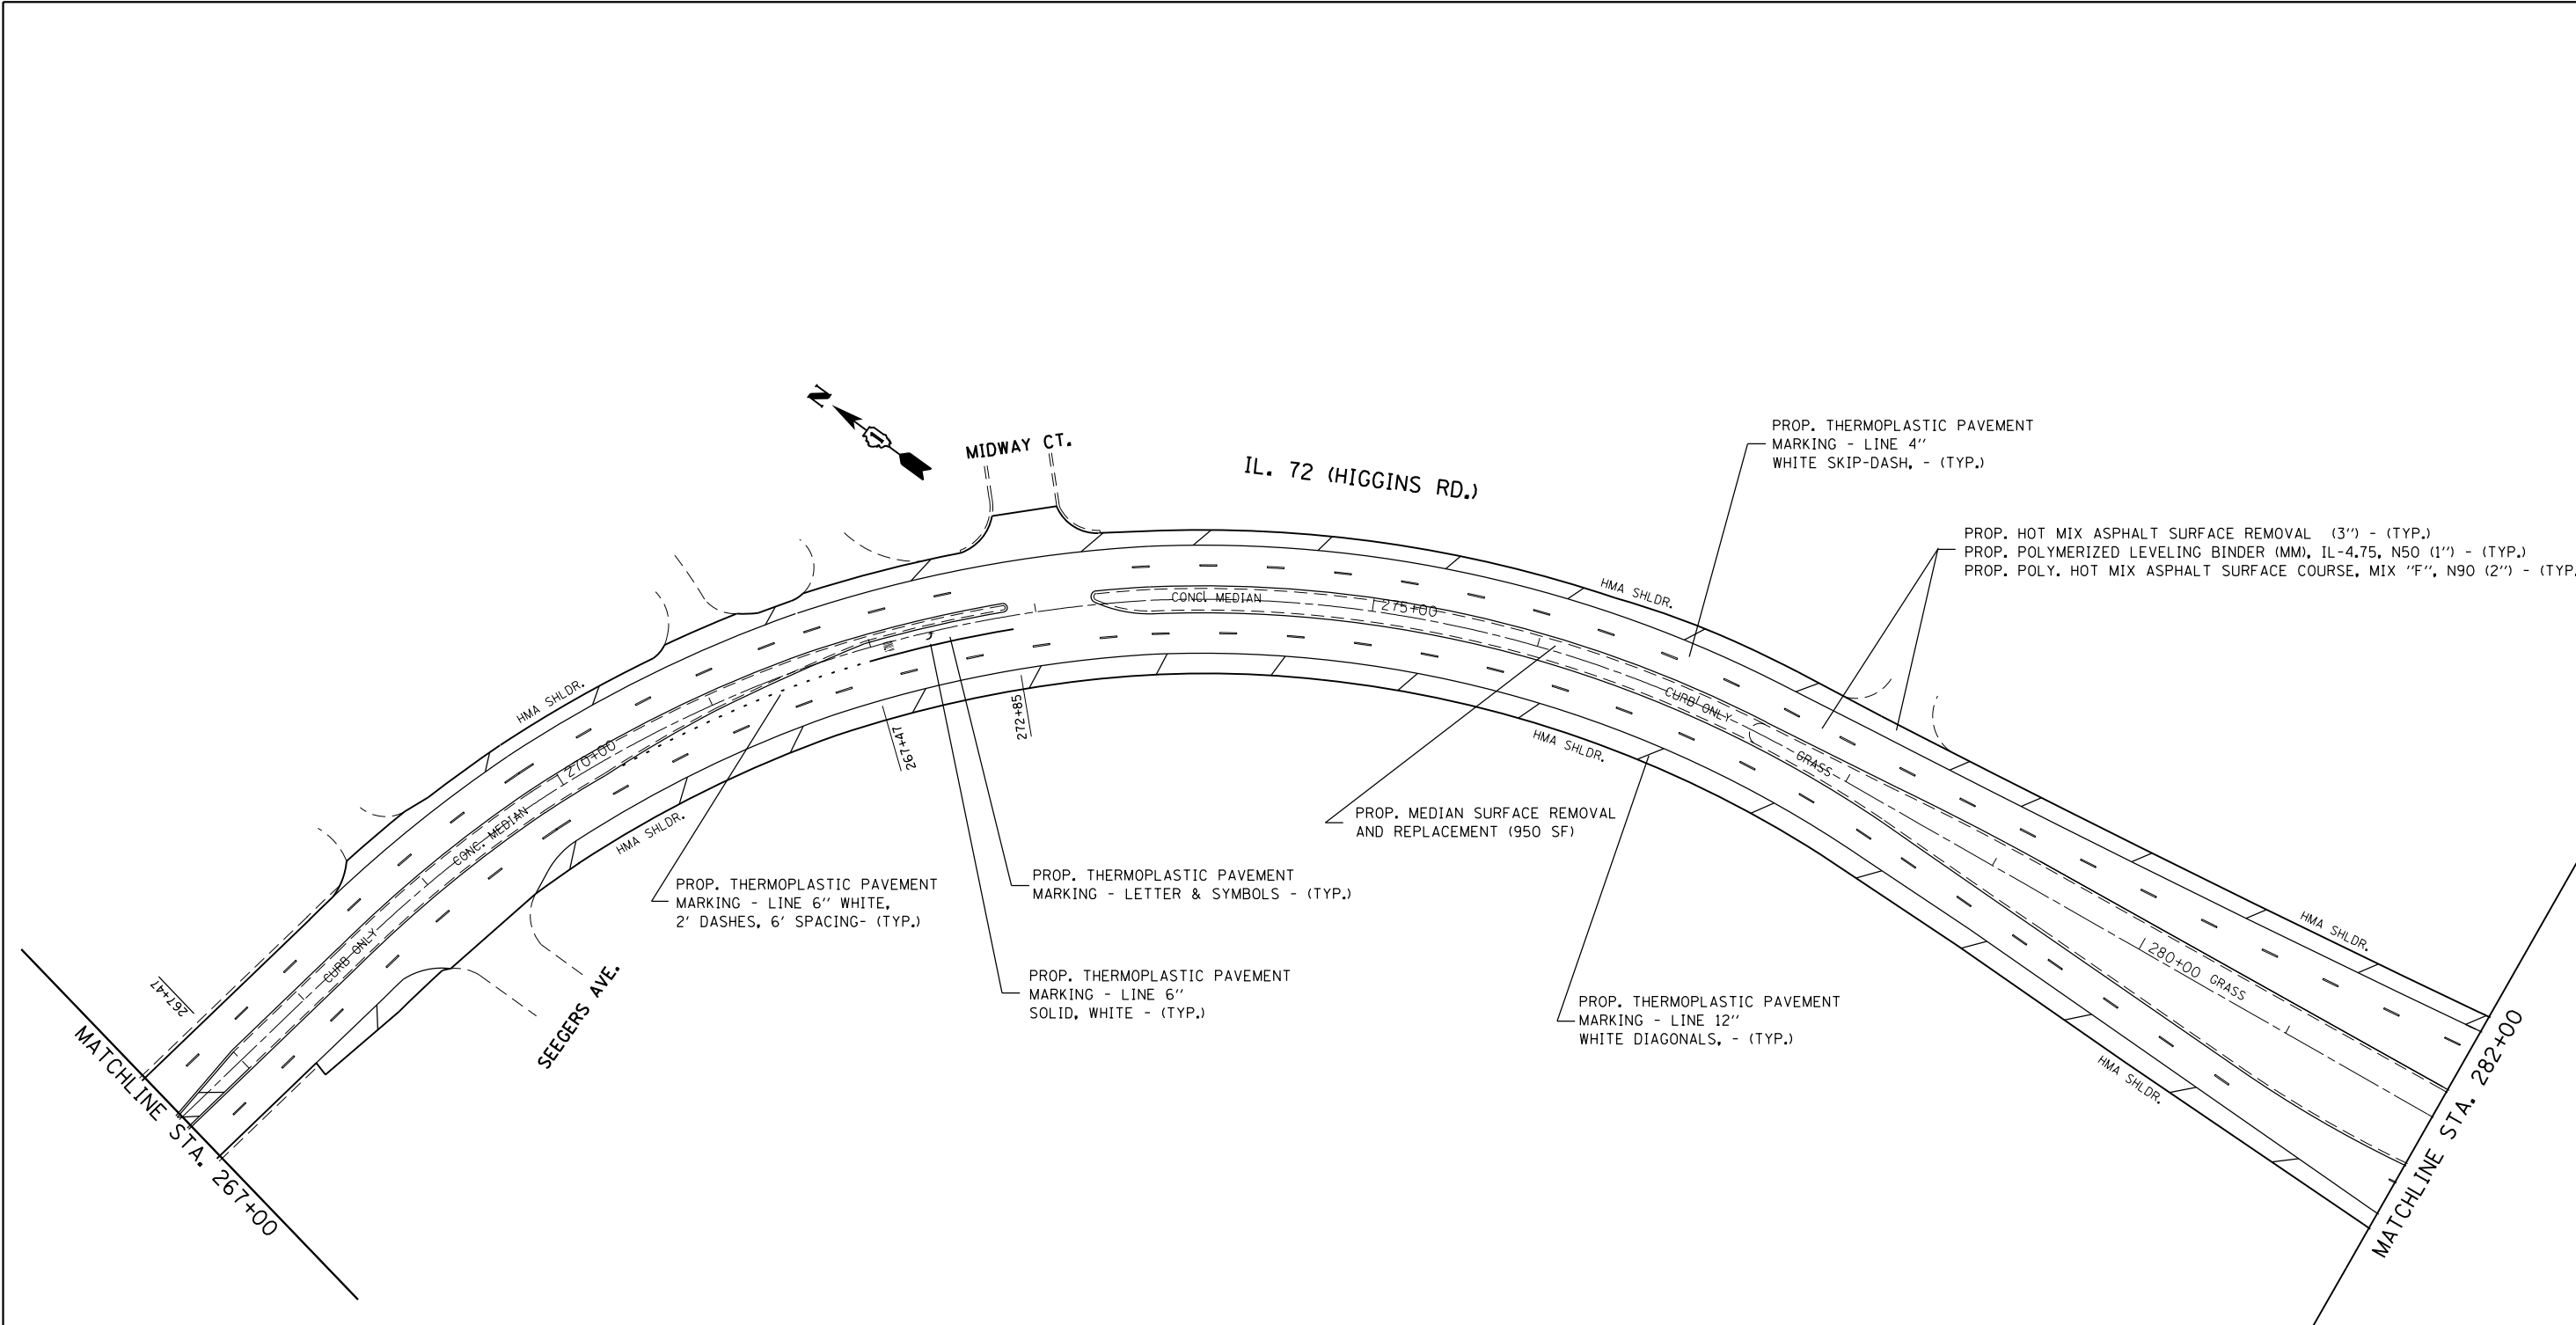 N
MIDWAY CT.
IL. 72 (HIGGINS RD.)
PROP. THERMOPLASTIC PAVEMENT
MARKING - LINE 4"
WHITE SKIP-DASH, - (TYP.)
PROP. HOT MIX ASPHALT SURFACE REMOVAL (3") - (TYP.)
PROP. POLYMERIZED LEVELING BINDER (MM), IL-4.75, N50 (1") - (TYP.)
PROP. POLY. HOT MIX ASPHALT SURFACE COURSE, MIX "F", N90 (2") - (TYP.
HMA SHLDR.
CONC. MEDIAN
275+00
HMA SHLDR.
CURB ONLY
GRASS
HMA SHLDR.
267+47
272+85
270+00
CONC. MEDIAN
HMA SHLDR.
CURB ONLY
267+47
MATCHLINE STA. 267+00
SEEGERS AVE.
PROP. THERMOPLASTIC PAVEMENT
MARKING - LINE 6" WHITE,
2' DASHES, 6' SPACING- (TYP.)
PROP. THERMOPLASTIC PAVEMENT
MARKING - LETTER & SYMBOLS - (TYP.)
PROP. THERMOPLASTIC PAVEMENT
MARKING - LINE 6"
SOLID, WHITE - (TYP.)
PROP. MEDIAN SURFACE REMOVAL
AND REPLACEMENT (950 SF)
PROP. THERMOPLASTIC PAVEMENT
MARKING - LINE 12"
WHITE DIAGONALS, - (TYP.)
280+00 GRASS
HMA SHLDR.
HMA SHLDR.
MATCHLINE STA. 282+00